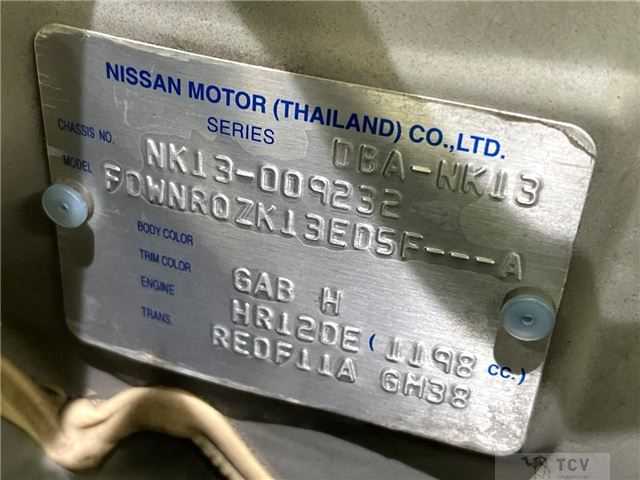 NISSAN MOTOR (THAILAND) CO.,LTD.
SERIES DBA-NK13
CHASSIS NO. NK13-009232
MODEL FDWNRQZK13EDSF---A
BODY COLOR
TRIM COLOR GAB H
ENGINE HR12DE (1198 CC.)
TRANS. RE0F11A GH38
TCV